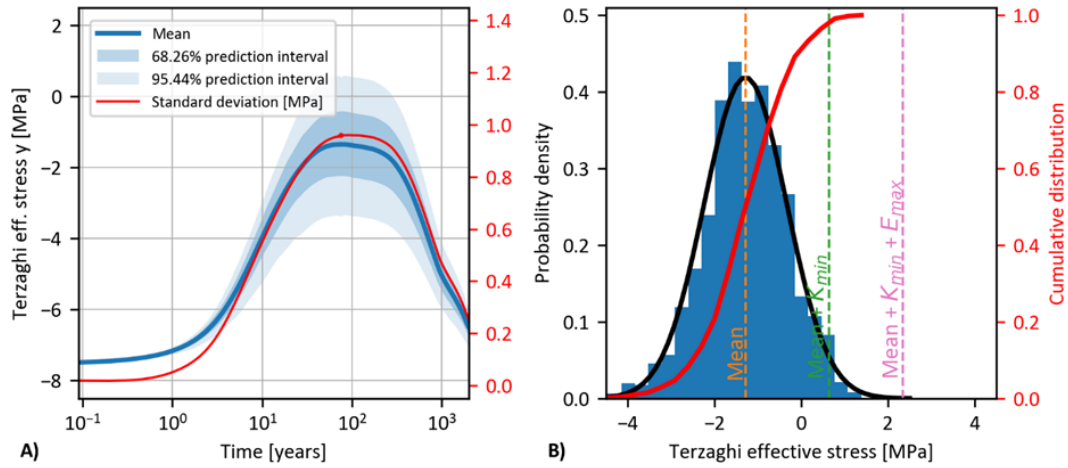 Terzaghi eff. stress y [MPa]
2
0
−2
−4
−6
−8
Mean
68.26% prediction interval
95.44% prediction interval
Standard deviation [MPa]
1.4
1.2
1.0
0.8
0.6
0.4
0.2
0.0
10⁻¹ 10⁰ 10¹ 10² 10³
A) Time [years]
Probability density
0.5
0.4
0.3
0.2
0.1
0.0
Mean
Mean + K_min
Mean + K_min + E_max
1.0
0.8
0.6
0.4
0.2
0.0
Cumulative distribution
−4 −2 0 2 4
B) Terzaghi effective stress [MPa]